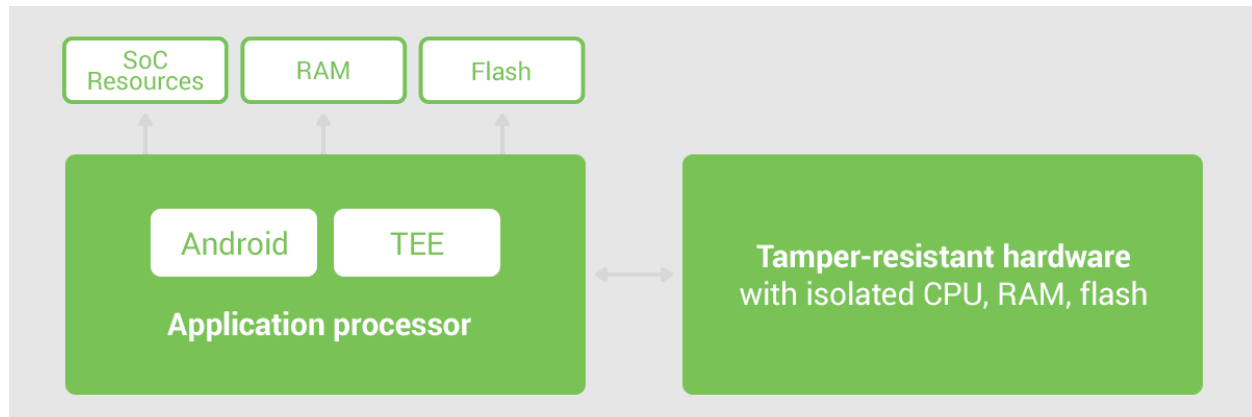 SoC
Resources
RAM
Flash
Android
TEE
Application processor
Tamper-resistant hardware
with isolated CPU, RAM, flash